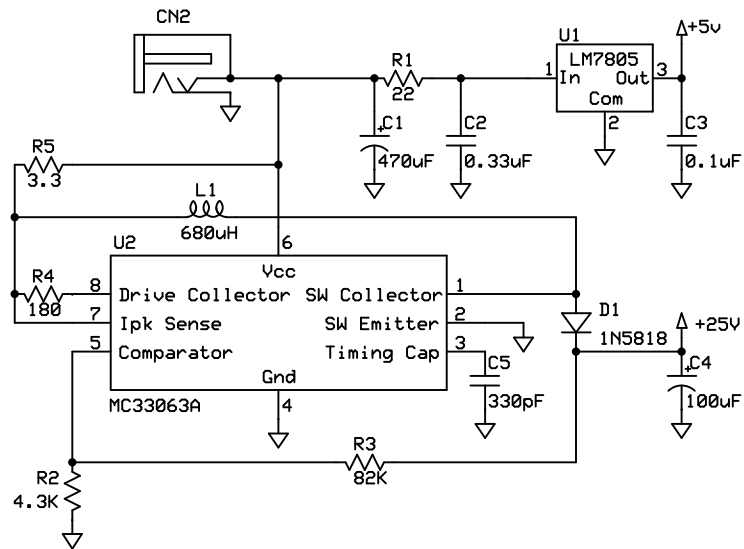 CN2
U1
+5v
R1
LM7805
1 In Out 3
22
Com
2
C1
470uF
C2
0.33uF
C3
0.1uF
R5
3.3
L1
680uH
U2
6
Vcc
R4
180
8 Drive Collector SW Collector 1
7 Ipk Sense SW Emitter 2
5 Comparator Timing Cap 3
Gnd
4
MC33063A
D1
1N5818
+25V
C4
100uF
C5
330pF
R3
82K
R2
4.3K